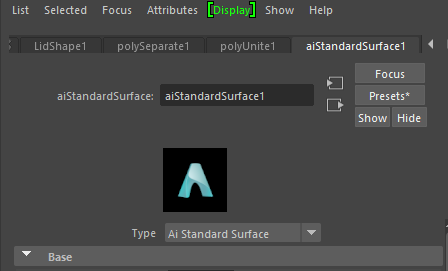 List Selected Focus Attributes Display Show Help
LidShape1 polySeparate1 polyUnite1 aiStandardSurface1
Focus
aiStandardSurface: aiStandardSurface1
Presets*
Show Hide
Type Ai Standard Surface
Base